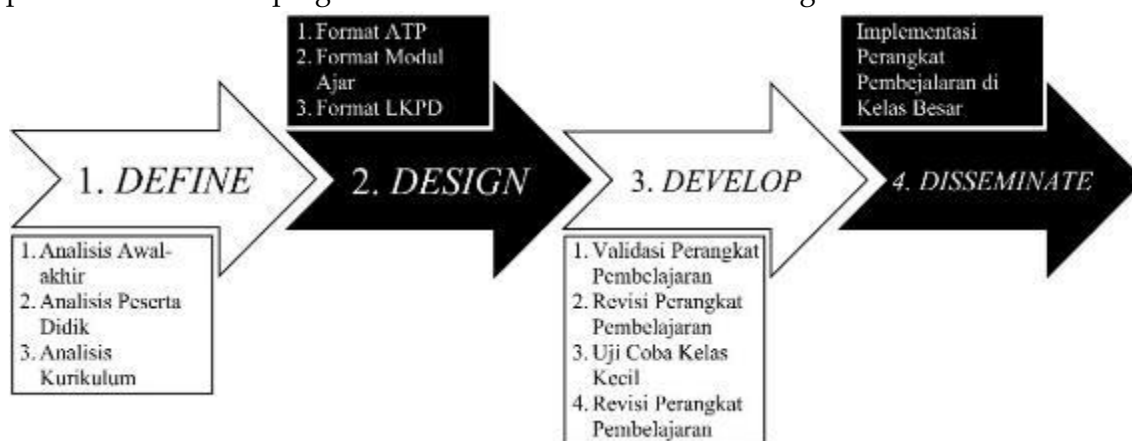 1. Format ATP
2. Format Modul
Ajar
3. Format LKPD
Implementasi
Perangkat
Pembejalaran di
Kelas Besar
1. DEFINE
2. DESIGN
3. DEVELOP
4. DISSEMINATE
1. Analisis Awal-
akhir
2. Analisis Peserta
Didik
3. Analisis
Kurikulum
1. Validasi Perangkat
Pembelajaran
2. Revisi Perangkat
Pembelajaran
3. Uji Coba Kelas
Kecil
4. Revisi Perangkat
Pembelajaran